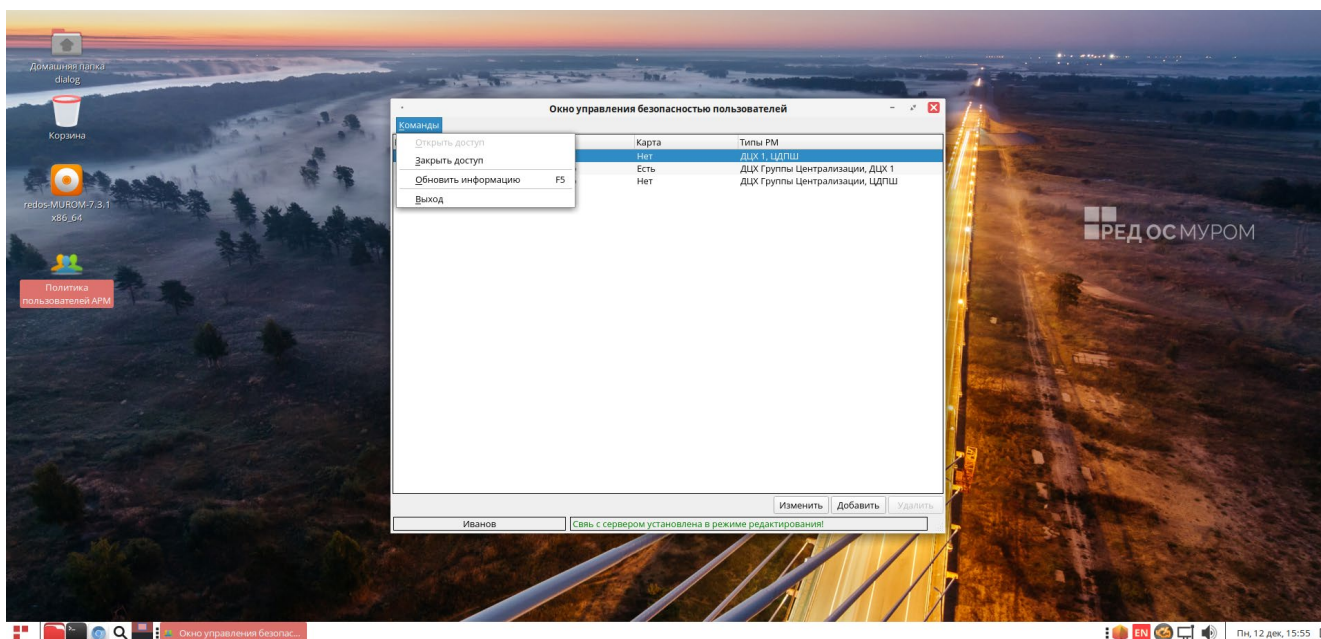 Домашняя папка
dialog
Корзина
redos-MUROM-7.3.1
x86_64
Политика
пользователей АРМ
Окно управления безопасностью пользователей
Команды
Карта Типы РМ
Открыть доступ
Нет ДЦХ 1, ЦДПШ
Закрыть доступ
Есть ДЦХ Группы Централизации, ДЦХ 1
Обновить информацию F5
Нет ДЦХ Группы Централизации, ЦДПШ
Выход
РЕД ОС МУРОМ
Изменить Добавить Удалить
Иванов Свяь с сервером установлена в режиме редактирования!
Окно управления безопас...
EN
Пн, 12 дек, 15:55